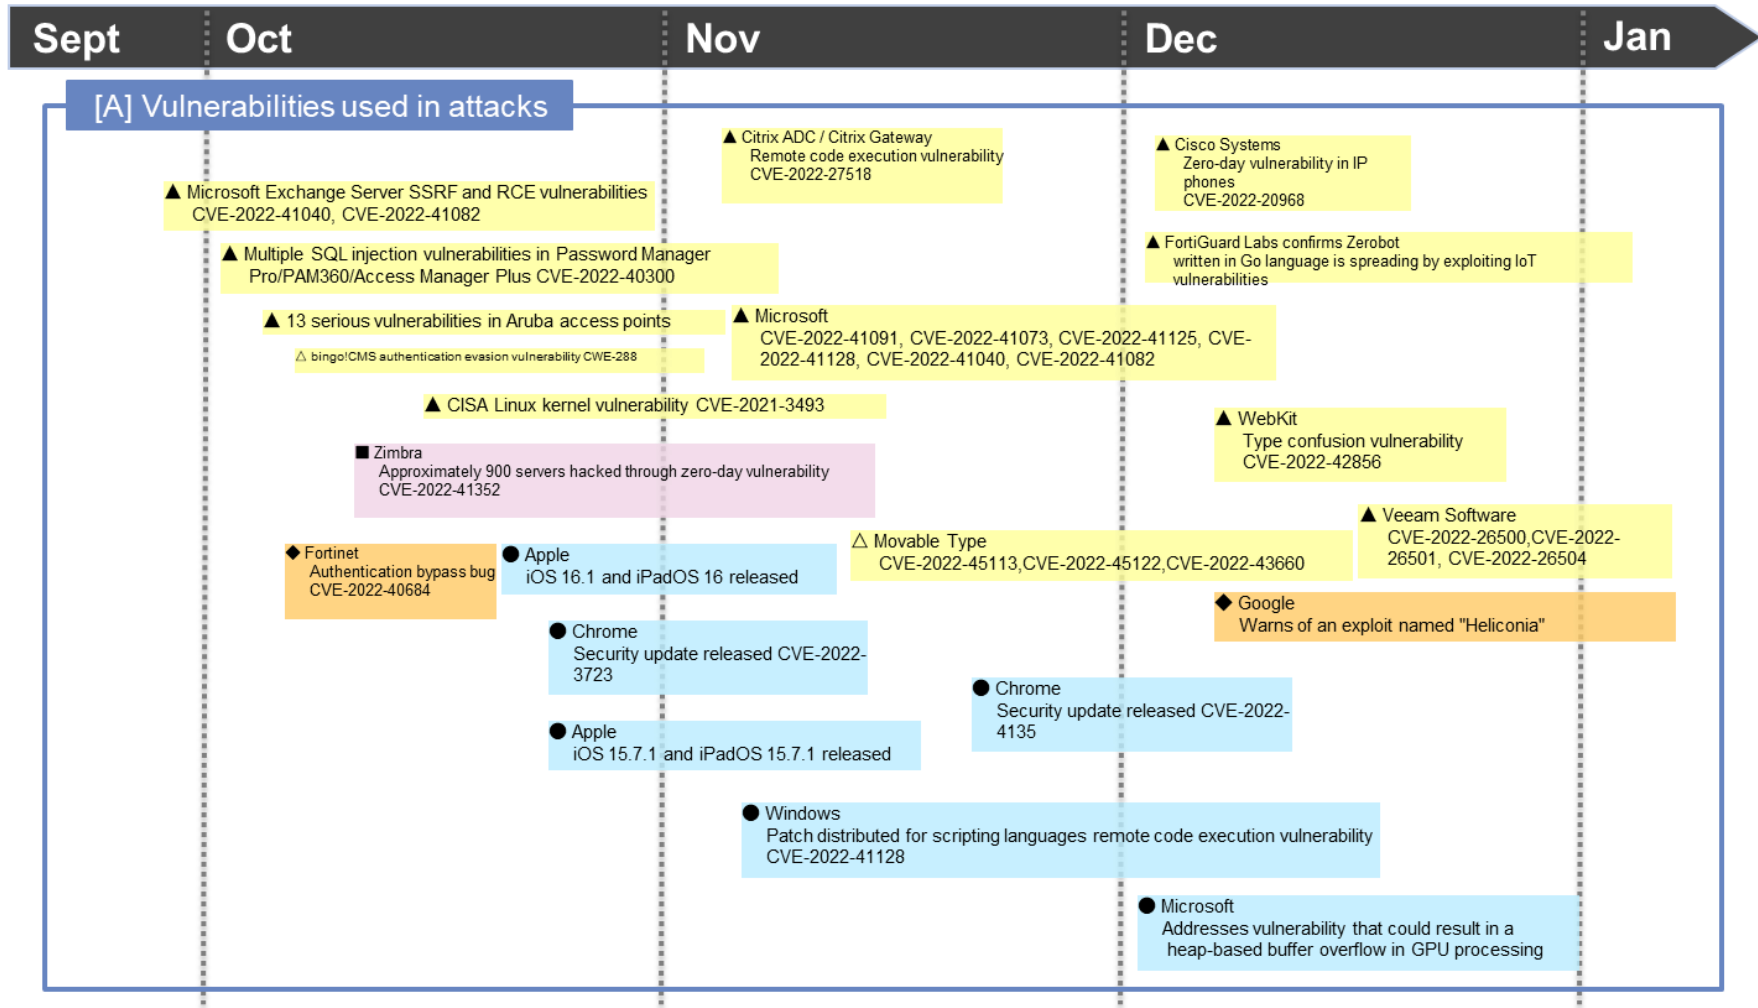 Sept Oct Nov Dec Jan
[A] Vulnerabilities used in attacks
▲ Citrix ADC / Citrix Gateway
Remote code execution vulnerability
CVE-2022-27518
▲ Cisco Systems
Zero-day vulnerability in IP
phones
CVE-2022-20968
▲ Microsoft Exchange Server SSRF and RCE vulnerabilities
CVE-2022-41040, CVE-2022-41082
▲ Multiple SQL injection vulnerabilities in Password Manager
Pro/PAM360/Access Manager Plus CVE-2022-40300
▲ FortiGuard Labs confirms Zerobot
written in Go language is spreading by exploiting IoT
vulnerabilities
▲ 13 serious vulnerabilities in Aruba access points
▲ Microsoft
CVE-2022-41091, CVE-2022-41073, CVE-2022-41125, CVE-
2022-41128, CVE-2022-41040, CVE-2022-41082
△ bingo!CMS authentication evasion vulnerability CWE-288
▲ CISA Linux kernel vulnerability CVE-2021-3493
▲ WebKit
Type confusion vulnerability
CVE-2022-42856
■ Zimbra
Approximately 900 servers hacked through zero-day vulnerability
CVE-2022-41352
▲ Veeam Software
CVE-2022-26500,CVE-2022-
26501, CVE-2022-26504
◆ Fortinet
Authentication bypass bug
CVE-2022-40684
● Apple
iOS 16.1 and iPadOS 16 released
△ Movable Type
CVE-2022-45113,CVE-2022-45122,CVE-2022-43660
◆ Google
Warns of an exploit named "Heliconia"
● Chrome
Security update released CVE-2022-
3723
● Chrome
Security update released CVE-2022-
4135
● Apple
iOS 15.7.1 and iPadOS 15.7.1 released
● Windows
Patch distributed for scripting languages remote code execution vulnerability
CVE-2022-41128
● Microsoft
Addresses vulnerability that could result in a
heap-based buffer overflow in GPU processing